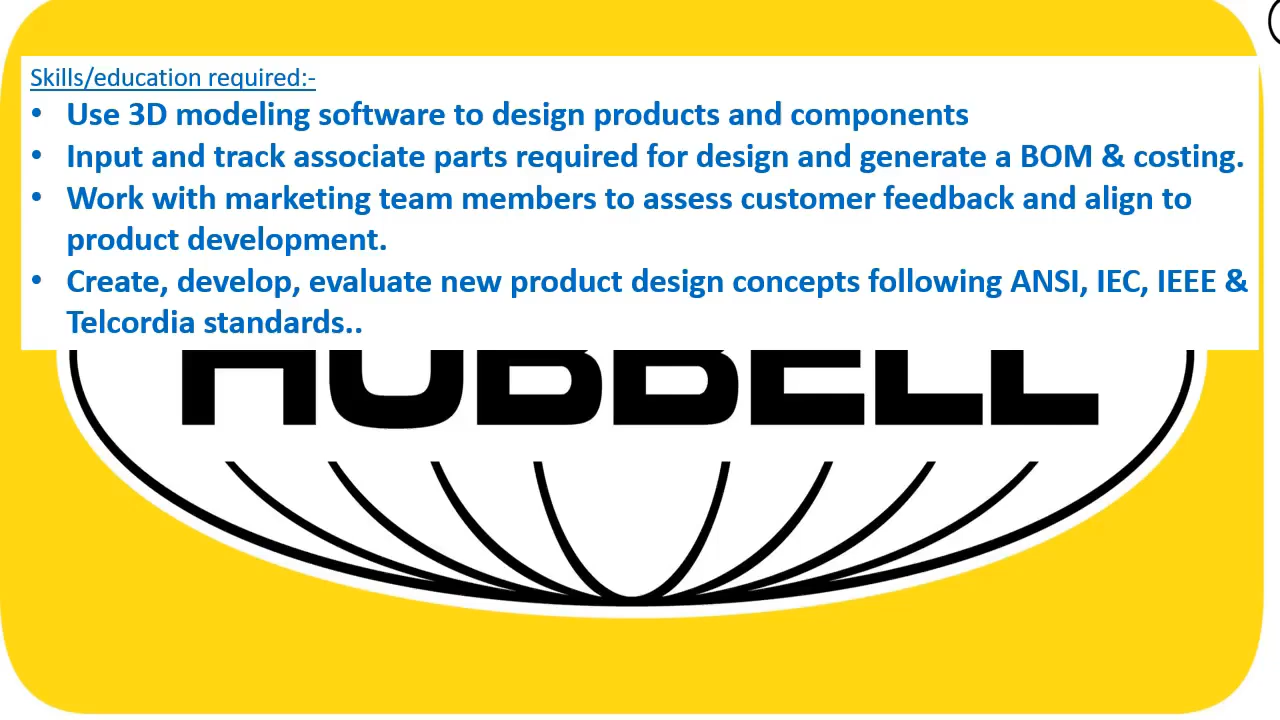 Skills/education required:-
• Use 3D modeling software to design products and components
• Input and track associate parts required for design and generate a BOM & costing.
• Work with marketing team members to assess customer feedback and align to
product development.
• Create, develop, evaluate new product design concepts following ANSI, IEC, IEEE &
Telcordia standards..
HUBBELL